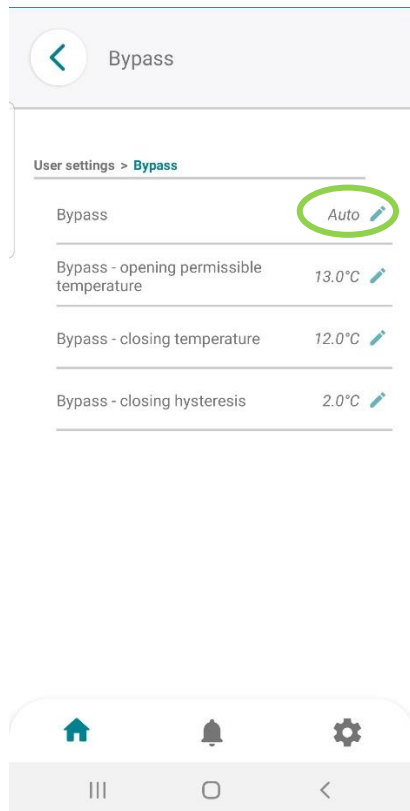 Bypass
User settings > Bypass
Bypass
Auto
Bypass - opening permissible
temperature
13.0°C
Bypass - closing temperature
12.0°C
Bypass - closing hysteresis
2.0°C